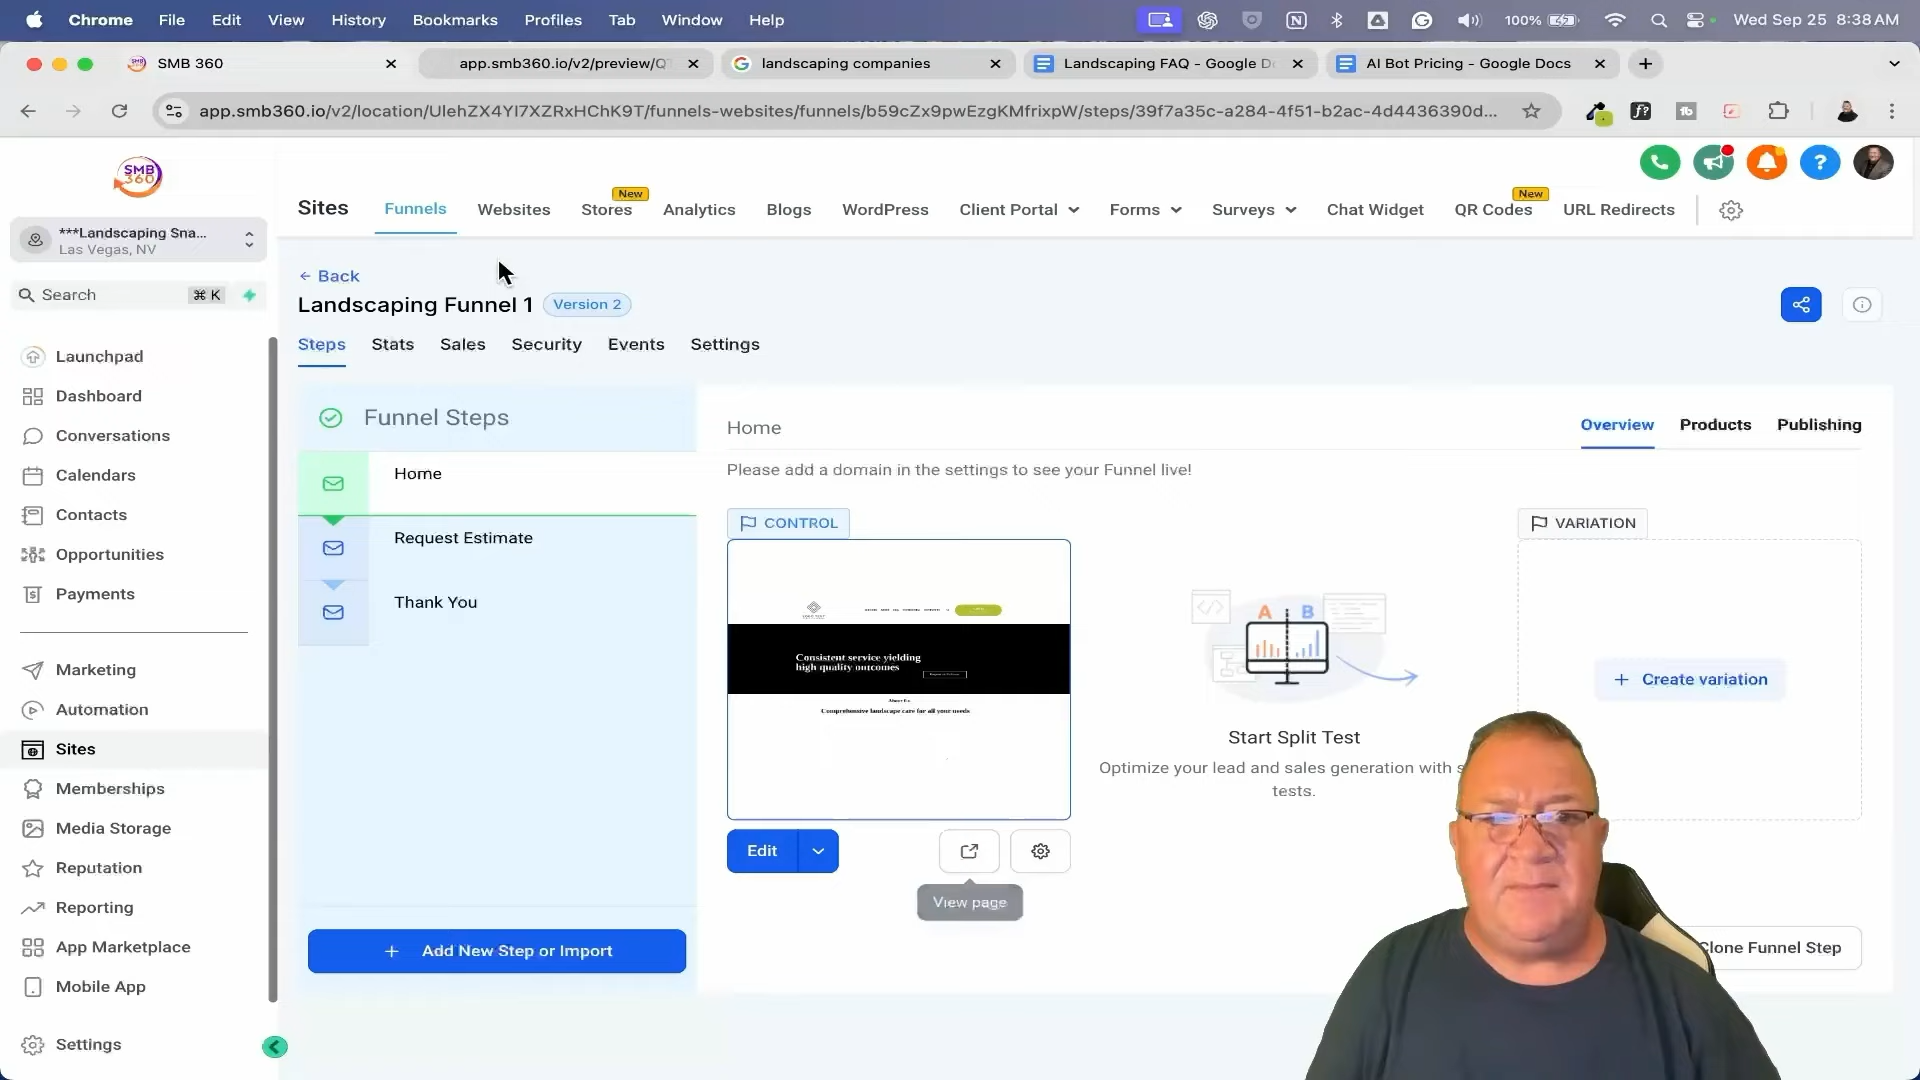 Chrome File Edit View History Bookmarks Profiles Tab Window Help
100% Wed Sep 25 8:38 AM
SMB 360
app.smb360.io/v2/preview/Q
landscaping companies
Landscaping FAQ - Google D
AI Bot Pricing - Google Docs
app.smb360.io/v2/location/UlehZX4YI7XZRxHChK9T/funnels-websites/funnels/b59cZx9pwEzgKMfrixpW/steps/39f7a35c-a284-4f51-b2ac-4d4436390d...
SMB
360
***Landscaping Sna...
Las Vegas, NV
Search ⌘ K
Launchpad
Dashboard
Conversations
Calendars
Contacts
Opportunities
Payments
Marketing
Automation
Sites
Memberships
Media Storage
Reputation
Reporting
App Marketplace
Mobile App
Settings
New New
Sites Funnels Websites Stores Analytics Blogs WordPress Client Portal Forms Surveys Chat Widget QR Codes URL Redirects
← Back
Landscaping Funnel 1 Version 2
Steps Stats Sales Security Events Settings
Funnel Steps
Home
Request Estimate
Thank You
+ Add New Step or Import
Home
Overview Products Publishing
Please add a domain in the settings to see your Funnel live!
CONTROL
Consistent service yielding
high quality outcomes
About Us
Comprehensive landscape care for all your needs
Edit
View page
A B
Start Split Test
Optimize your lead and sales generation with s
tests.
VARIATION
+ Create variation
Clone Funnel Step